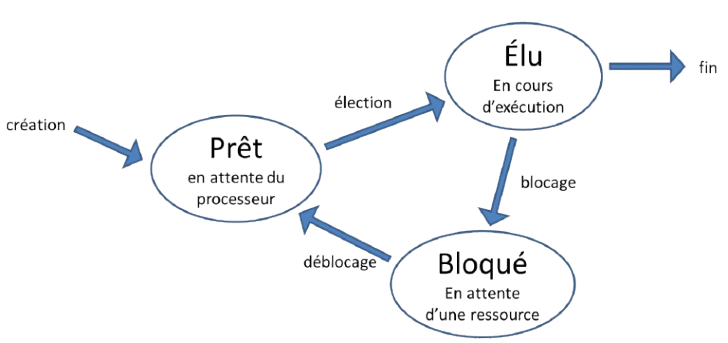 création
Prêt
en attente du
processeur
élection
Élu
En cours
d'exécution
fin
blocage
Bloqué
En attente
d'une ressource
déblocage